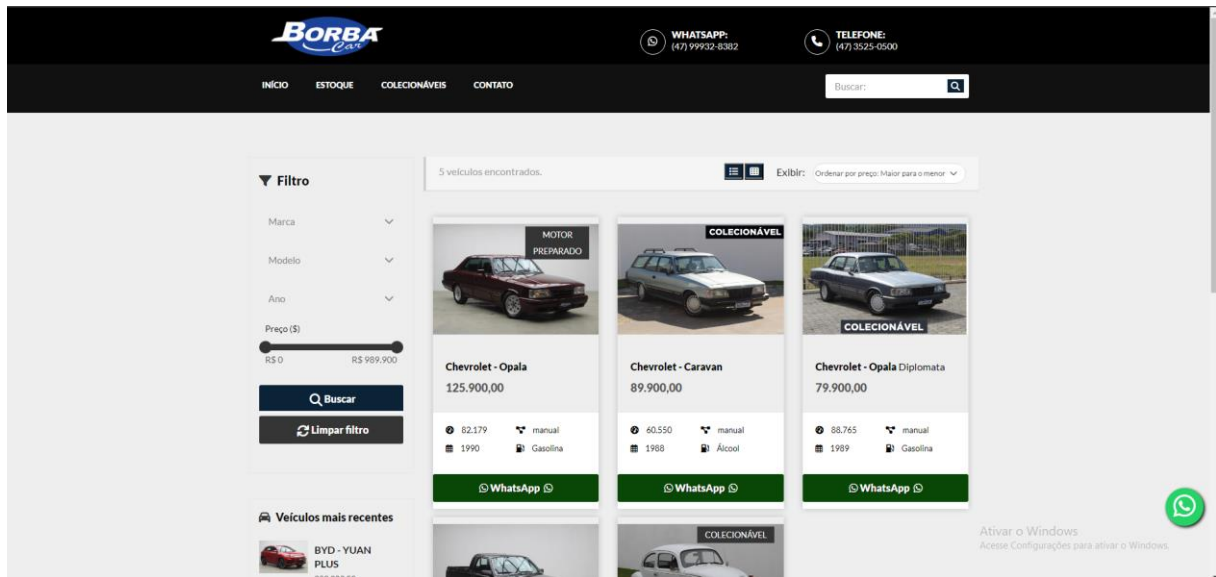 BORBA
Car
WHATSAPP:
(47) 99932-8382
TELEFONE:
(47) 3525-0500
INÍCIO
ESTOQUE
COLECIONÁVEIS
CONTATO
Buscar:
Filtro
Marca
Modelo
Ano
Preço ($)
R$ 0
R$ 989.900
Buscar
Limpar filtro
Veículos mais recentes
BYD - YUAN
PLUS
5 veículos encontrados.
Exibir:
Ordenar por preço: Maior para o menor
MOTOR
PREPARADO
Chevrolet - Opala
125.900,00
82.179
manual
1990
Gasolina
WhatsApp
COLECIONÁVEL
Chevrolet - Caravan
89.900,00
60.550
manual
1988
Álcool
WhatsApp
COLECIONÁVEL
Chevrolet - Opala Diplomata
79.900,00
88.765
manual
1989
Gasolina
WhatsApp
COLECIONÁVEL
Ativar o Windows
Acesse Configurações para ativar o Windows.